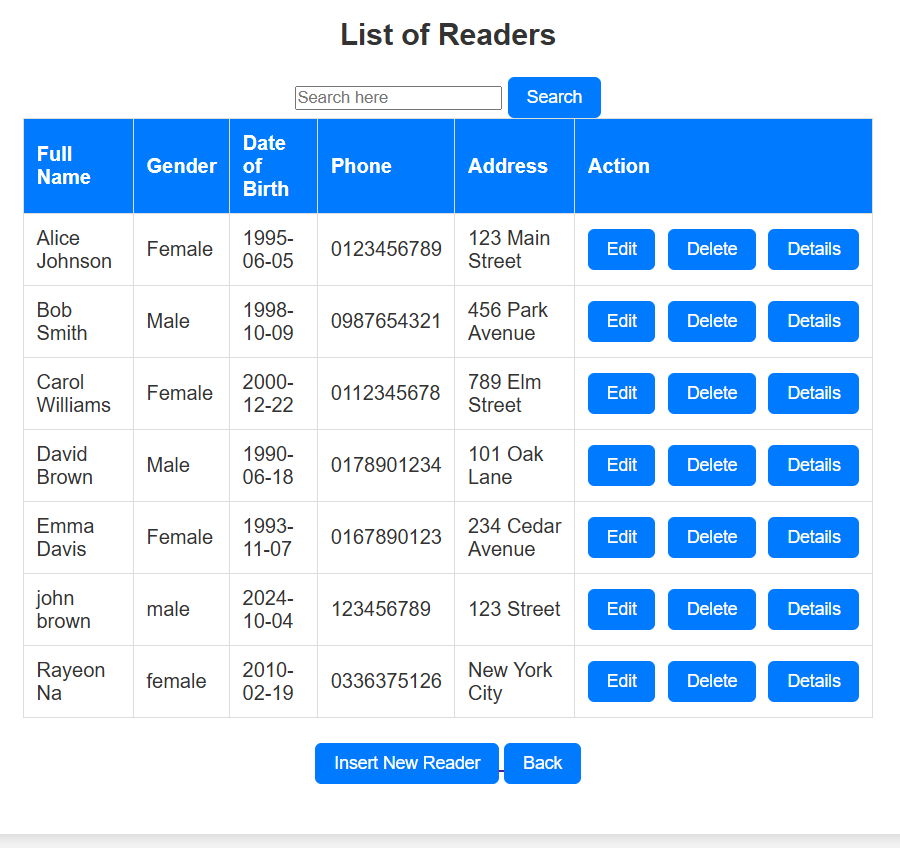 List of Readers
Search here Search
Full Name Gender Date of Birth Phone Address Action
Alice Johnson Female 1995-06-05 0123456789 123 Main Street Edit Delete Details
Bob Smith Male 1998-10-09 0987654321 456 Park Avenue Edit Delete Details
Carol Williams Female 2000-12-22 0112345678 789 Elm Street Edit Delete Details
David Brown Male 1990-06-18 0178901234 101 Oak Lane Edit Delete Details
Emma Davis Female 1993-11-07 0167890123 234 Cedar Avenue Edit Delete Details
john brown male 2024-10-04 123456789 123 Street Edit Delete Details
Rayeon Na female 2010-02-19 0336375126 New York City Edit Delete Details
Insert New Reader Back